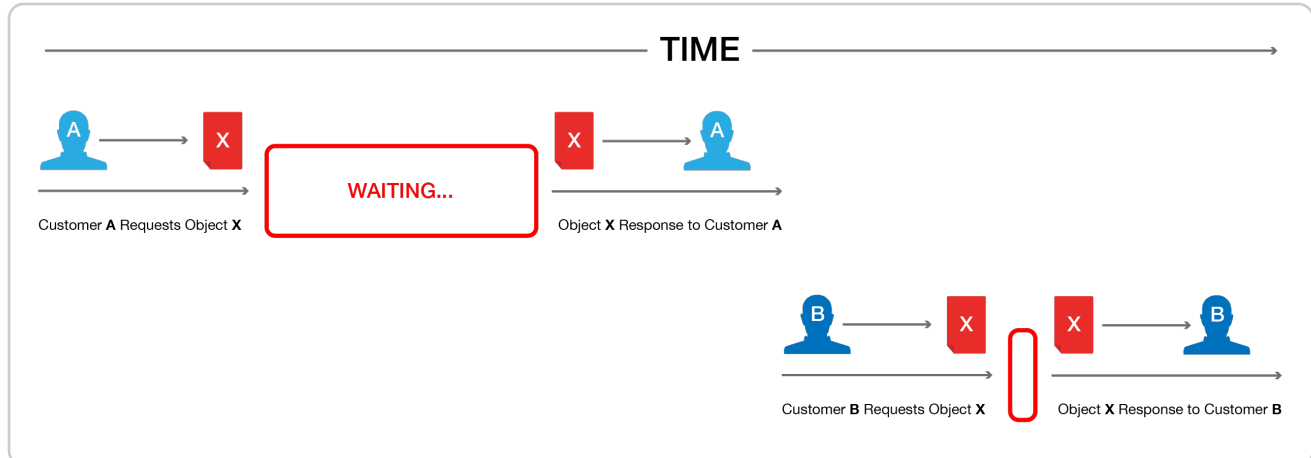 TIME
A
X
X
A
WAITING...
Customer A Requests Object X
Object X Response to Customer A
B
X
X
B
Customer B Requests Object X
Object X Response to Customer B